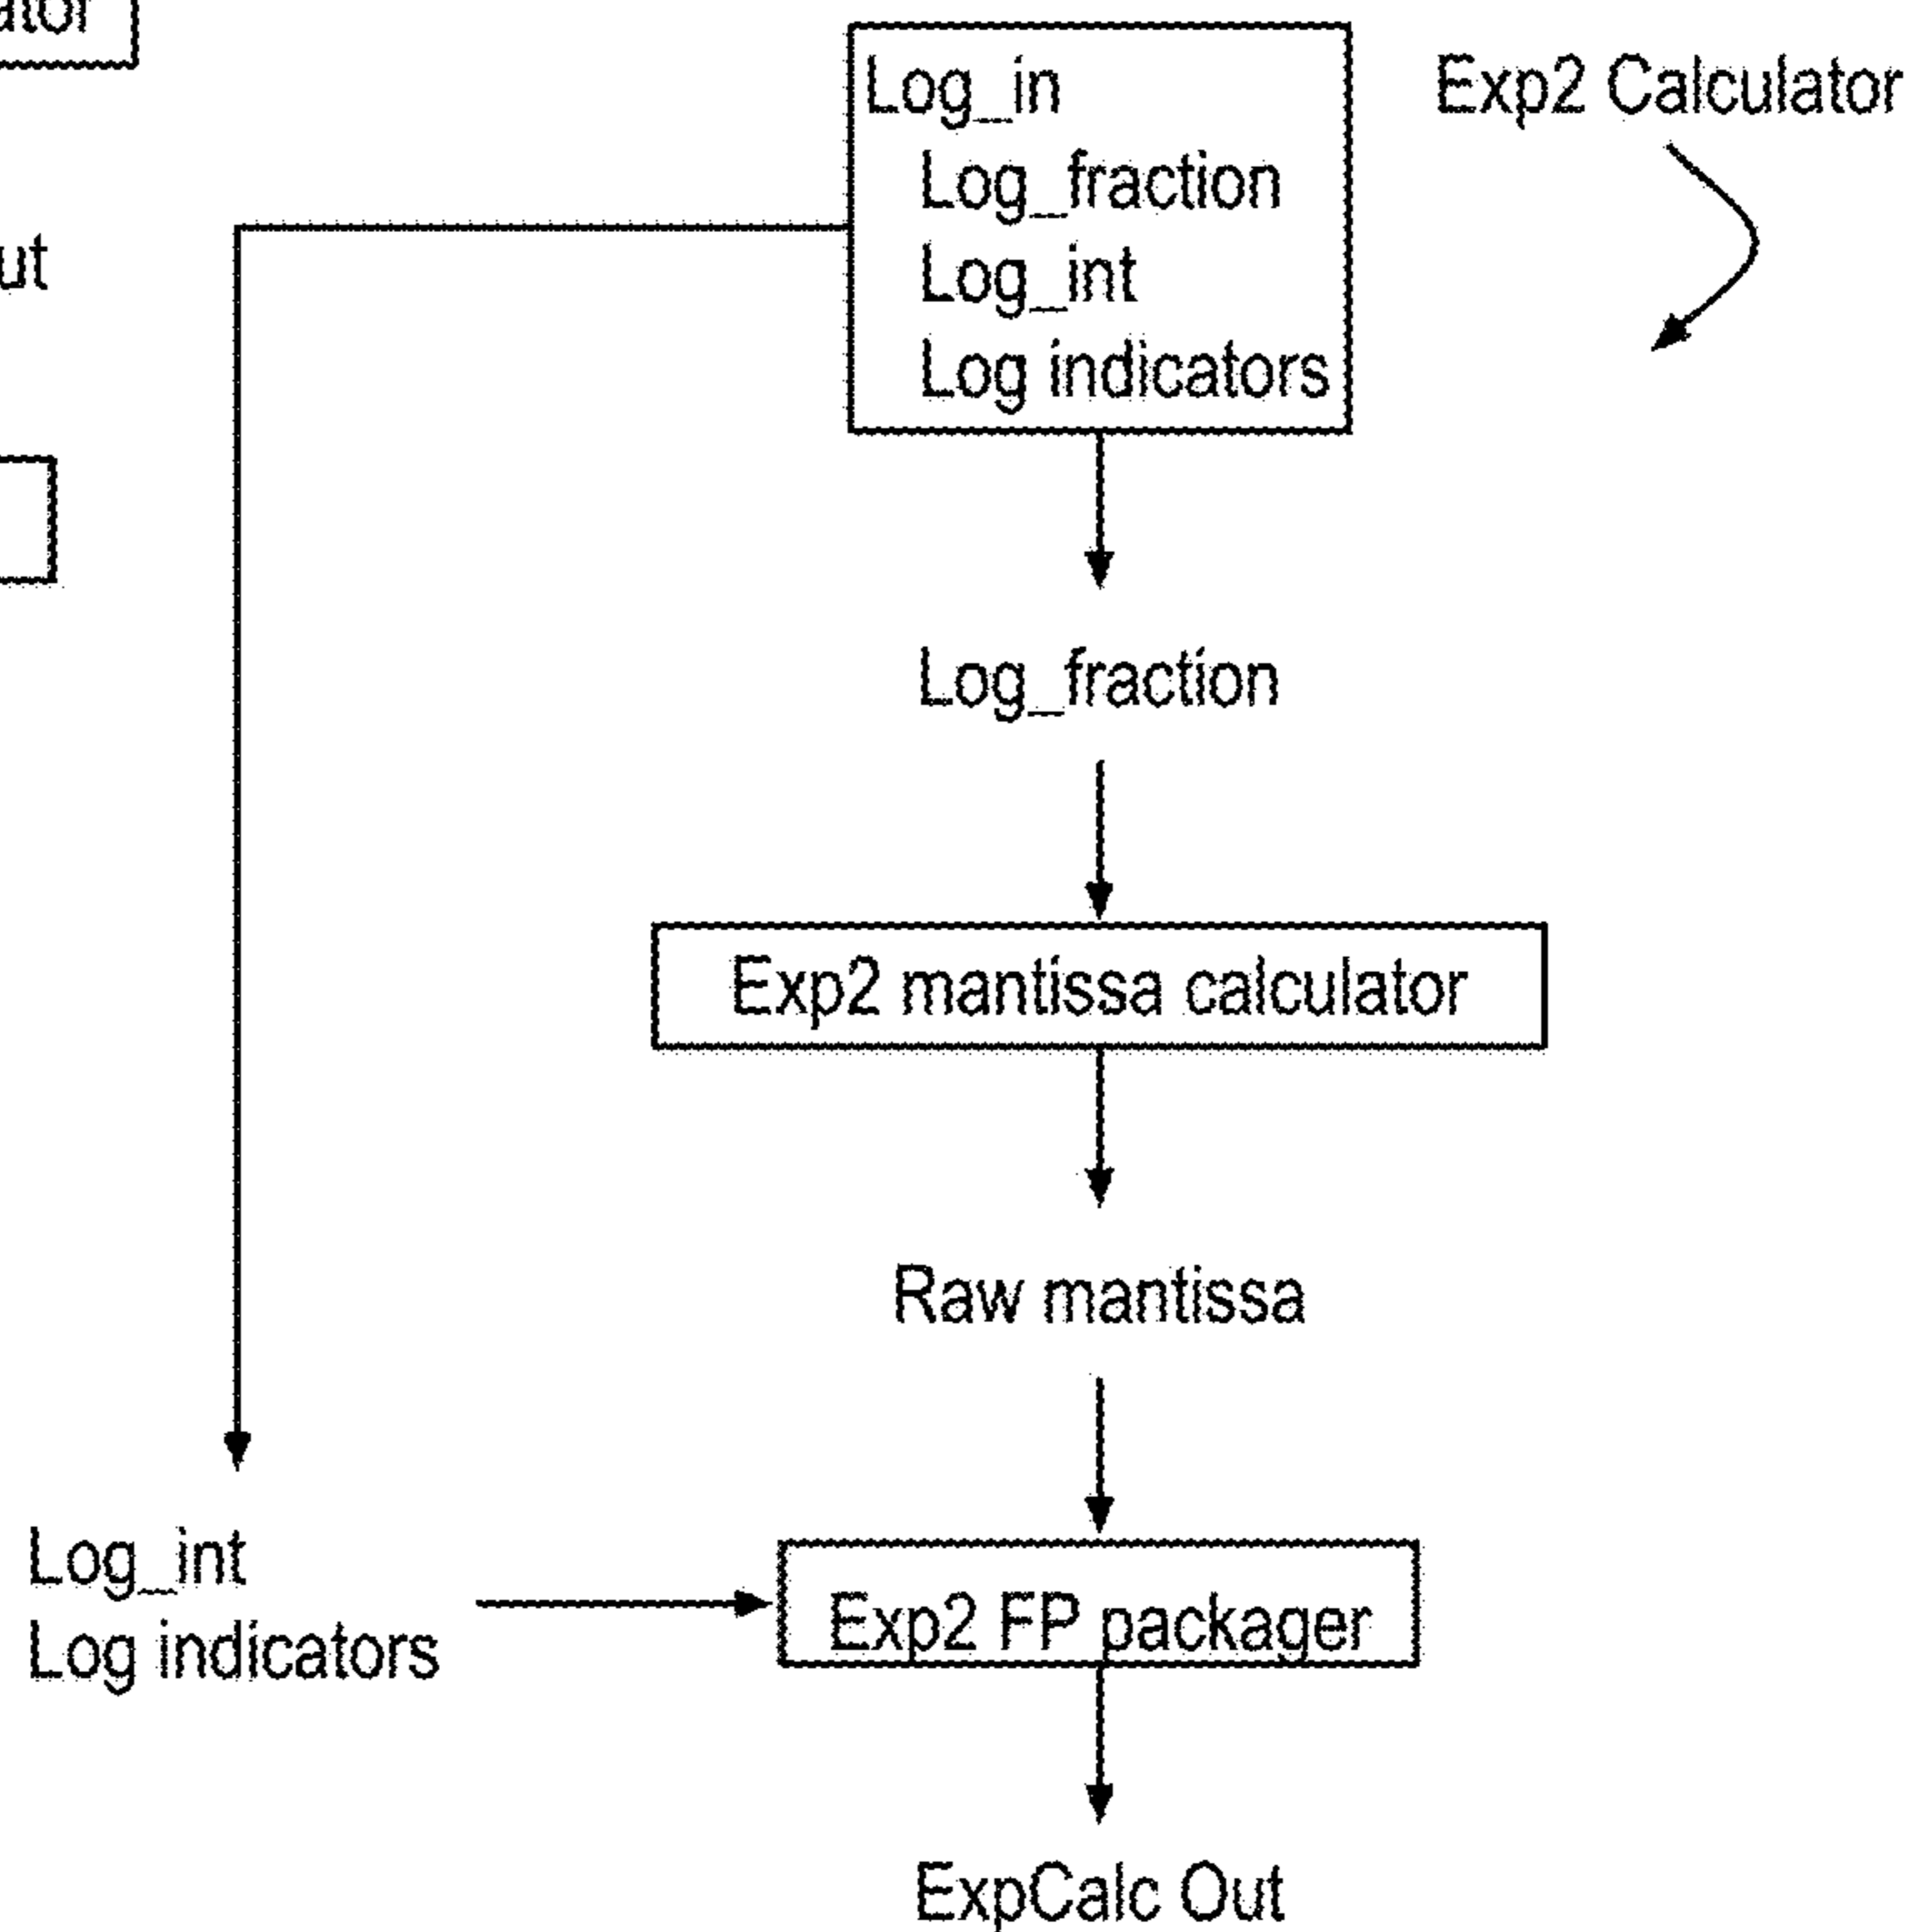 Log_in
Log_fraction
Log_int
Log indicators
Exp2 Calculator
Log_fraction
Exp2 mantissa calculator
Raw mantissa
Log_int
Log indicators
Exp2 FP packager
ExpCalc Out